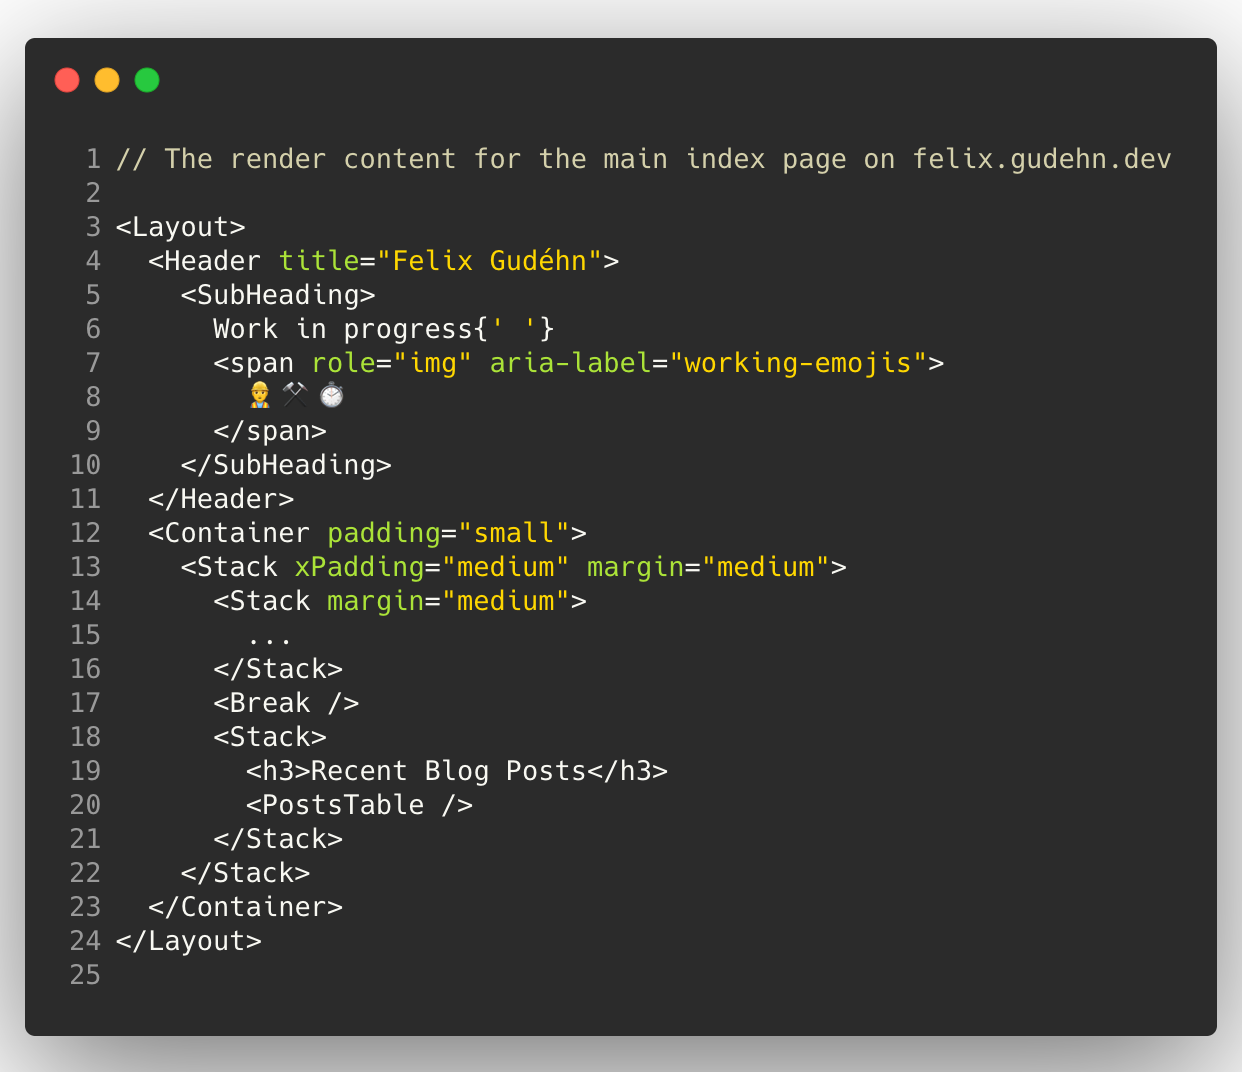 1 // The render content for the main index page on felix.gudehn.dev
2
3 <Layout>
4   <Header title="Felix Gudéhn">
5     <SubHeading>
6       Work in progress{' '}
7       <span role="img" aria-label="working-emojis">
8         👷⚒️⏱️
9       </span>
10     </SubHeading>
11   </Header>
12   <Container padding="small">
13     <Stack xPadding="medium" margin="medium">
14       <Stack margin="medium">
15         ...
16       </Stack>
17       <Break />
18       <Stack>
19         <h3>Recent Blog Posts</h3>
20         <PostsTable />
21       </Stack>
22     </Stack>
23   </Container>
24 </Layout>
25